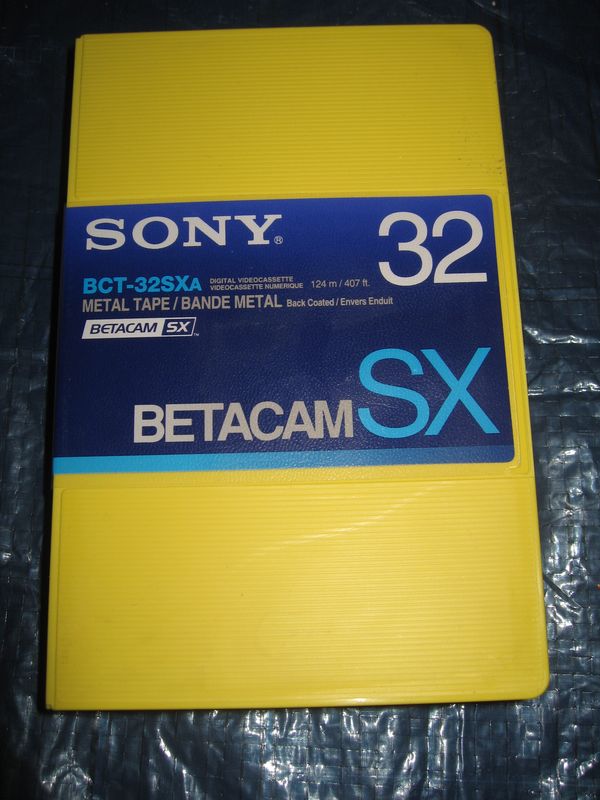 SONY®
32
BCT-32SXA
DIGITAL VIDEOCASSETTE
VIDEOCASSETTE NUMERIQUE
124 m / 407 ft.
METAL TAPE / BANDE METAL Back Coated / Envers Enduit
BETACAM SX™
BETACAM SX